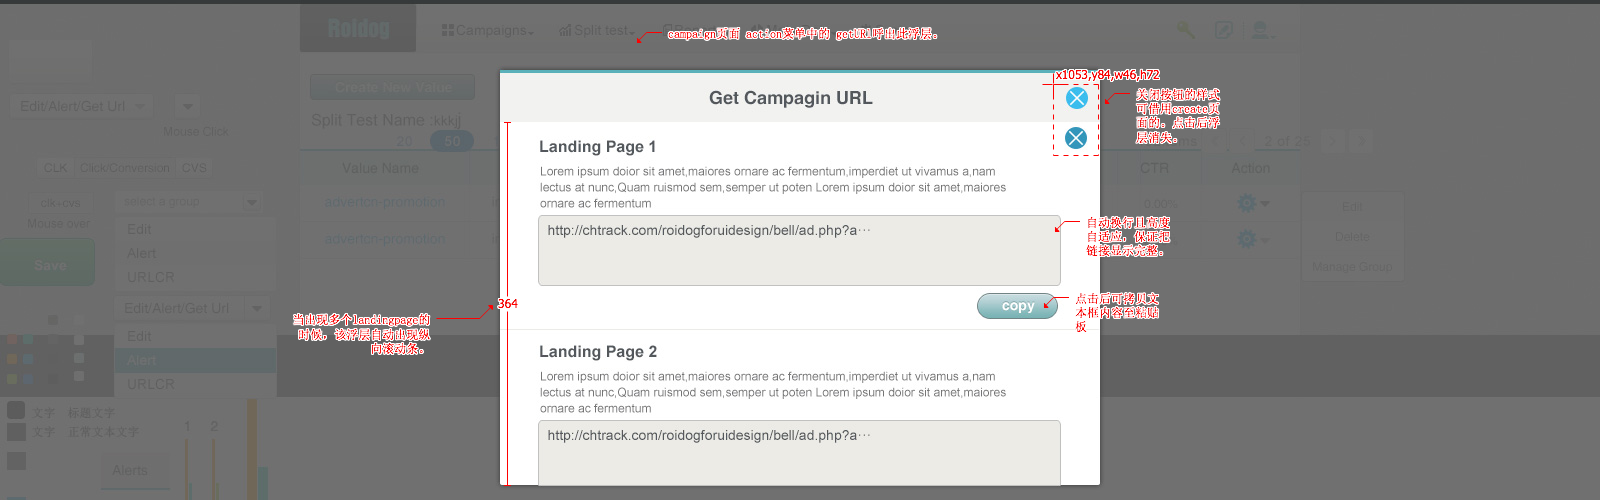 Roidog
Campaigns
Split test
campaign页面 action菜单中的 getURL呼出此浮层.
Create New Value
Split Test Name :kkkjj
20
50
2 of 25
Value Name
CTR
Action
adverticn-promotion
0.00%
advertion-promotion
Edit
Delete
Manage Group
Edit/Alert/Get Url
Mouse Click
CLK
Click/Conversion
CVS
clk-cvs
select a group
Mouse over
Edit
Alert
URLCR
Save
Edit/Alert/Get Url
Edit
Alert
URLCR
文字 标题文字
文字 正常文本文字
1
2
Alerts
Get Campagin URL
x1053,y84,w46,h72
关闭按钮的样式
可借用create页
面的. 点击后浮
层消失.
Landing Page 1
Lorem ipsum doior sit amet,maiores ornare ac fermentum,imperdiet ut vivamus a,nam
lectus at nunc,Quam ruismod sem,semper ut poten Lorem ipsum doior sit amet,maiores
ornare ac fermentum
http://chtrack.com/roidogforuidesign/bell/ad.php?a···
自动换行且高度
自适应, 保证把
链接显示完整.
copy
点击后可拷贝文
本框内容至粘贴
板
364
当出现多个landingpage的
时候, 该浮层自动出现纵
向滚动条.
Landing Page 2
Lorem ipsum doior sit amet,maiores ornare ac fermentum,imperdiet ut vivamus a,nam
lectus at nunc,Quam ruismod sem,semper ut poten Lorem ipsum doior sit amet,maiores
ornare ac fermentum
http://chtrack.com/roidogforuidesign/bell/ad.php?a···